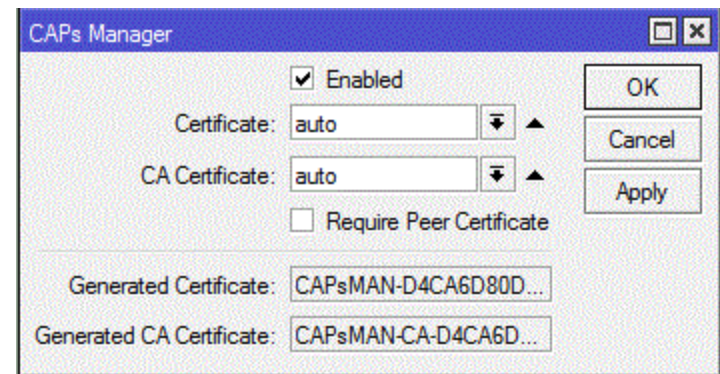 CAPs Manager
Enabled
OK
Certificate: auto
Cancel
CA Certificate: auto
Apply
Require Peer Certificate
Generated Certificate: CAPsMAN-D4CA6D80D...
Generated CA Certificate: CAPsMAN-CA-D4CA6D...